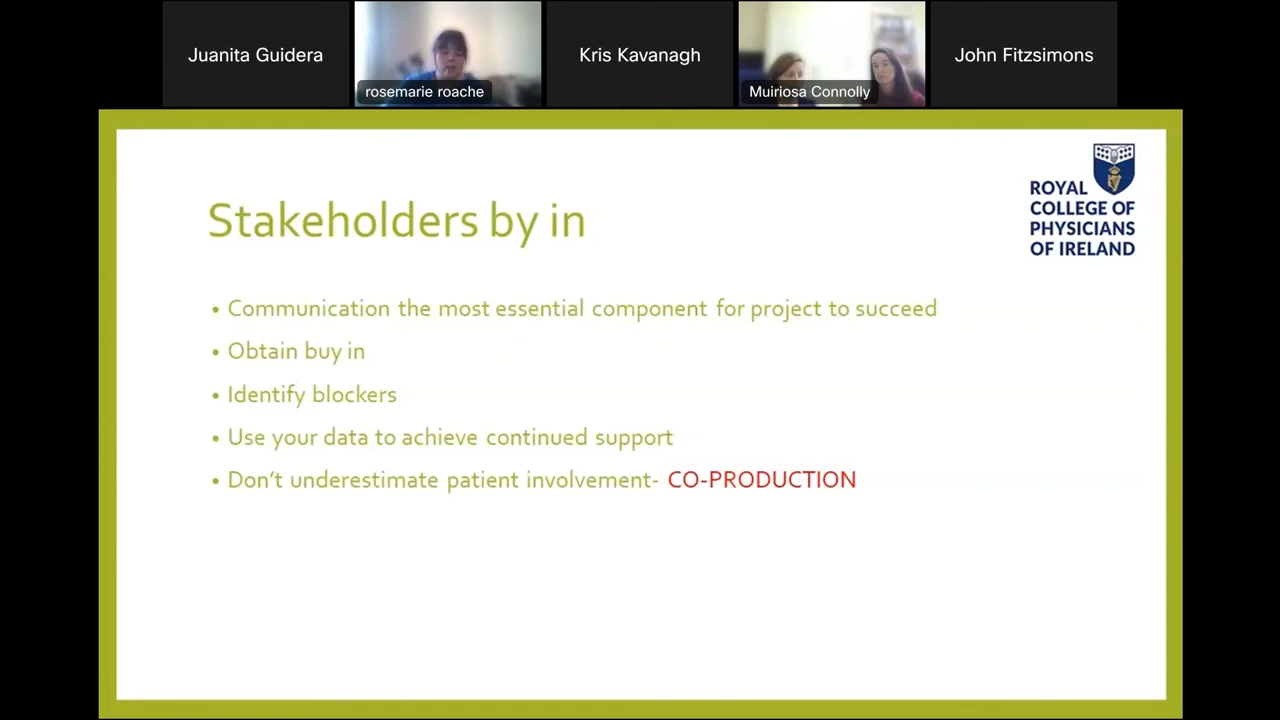 Juanita Guidera
rosemarie roache
Kris Kavanagh
Muiriosa Connolly
John Fitzsimons
ROYAL
COLLEGE OF
PHYSICIANS
OF IRELAND
Stakeholders by in
• Communication the most essential component for project to succeed
• Obtain buy in
• Identify blockers
• Use your data to achieve continued support
• Don’t underestimate patient involvement- CO-PRODUCTION